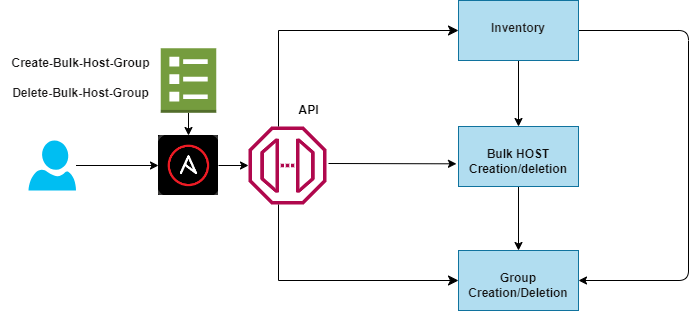 Create-Bulk-Host-Group
Delete-Bulk-Host-Group
API
Inventory
Bulk HOST
Creation/deletion
Group
Creation/Deletion